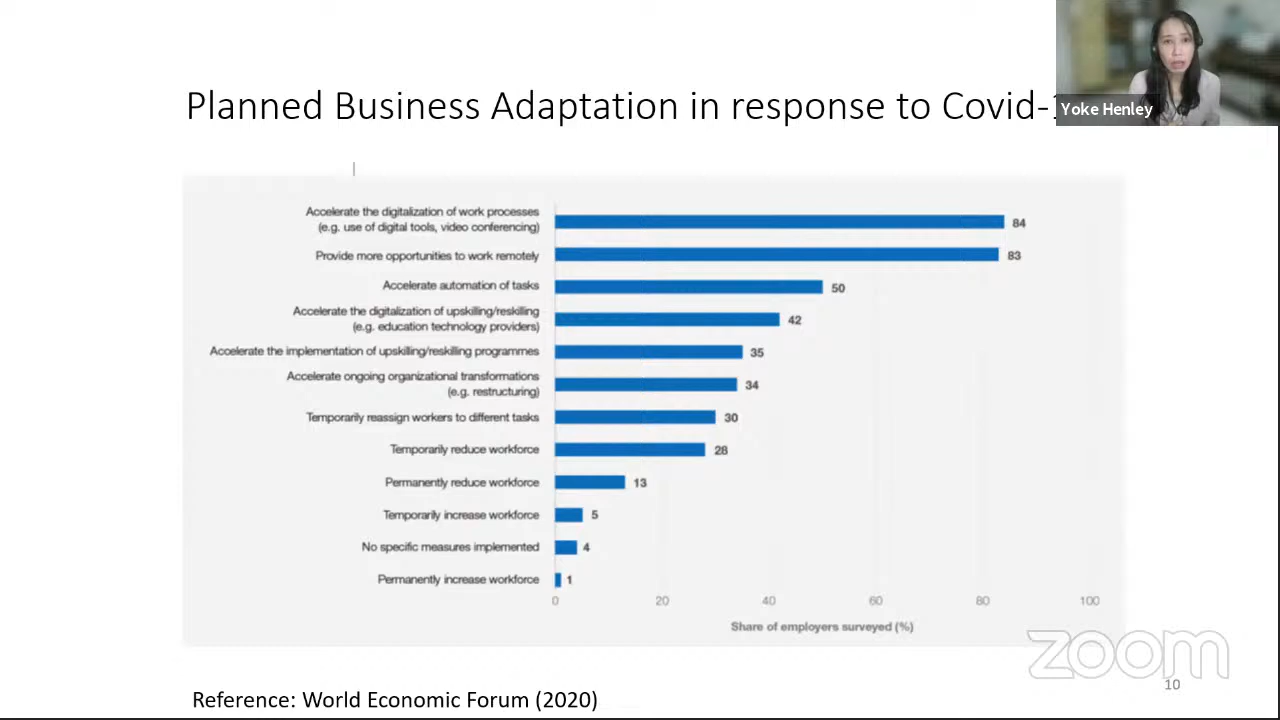 Planned Business Adaptation in response to Covid-
Yoke Henley
Accelerate the digitalization of work processes
(e.g. use of digital tools, video conferencing)
84
Provide more opportunities to work remotely
83
Accelerate automation of tasks
50
Accelerate the digitalization of upskilling/reskilling
(e.g. education technology providers)
42
Accelerate the implementation of upskilling/reskilling programmes
35
Accelerate ongoing organizational transformations
(e.g. restructuring)
34
Temporarily reassign workers to different tasks
30
Temporarily reduce workforce
28
Permanently reduce workforce
13
Temporarily increase workforce
5
No specific measures implemented
4
Permanently increase workforce
1
0 20 40 60 80 100
Share of employers surveyed (%)
zoom
10
Reference: World Economic Forum (2020)